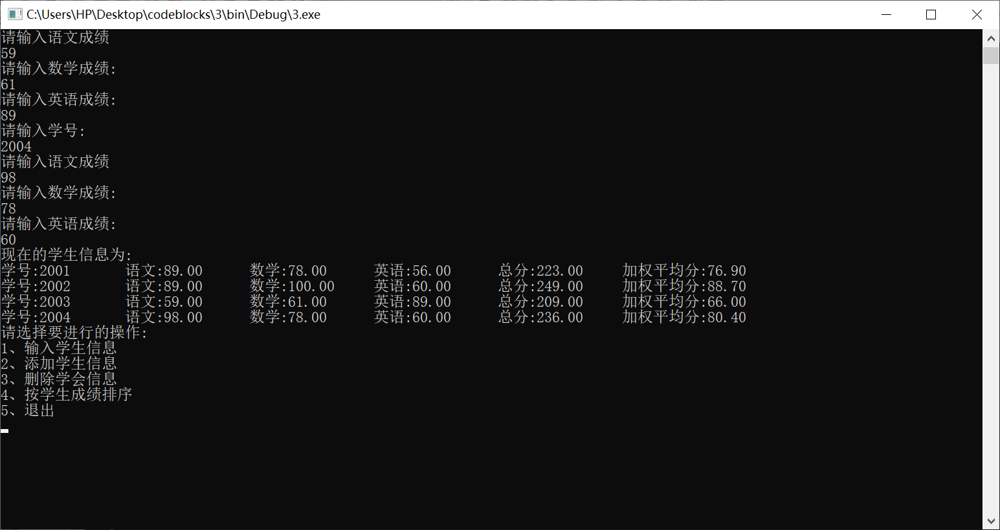 C:\Users\HP\Desktop\codeblocks\3\bin\Debug\3.exe
请输入语文成绩
59
请输入数学成绩:
61
请输入英语成绩:
89
请输入学号:
2004
请输入语文成绩
98
请输入数学成绩:
78
请输入英语成绩:
60
现在的学生信息为:
学号:2001 语文:89.00 数学:78.00 英语:56.00 总分:223.00 加权平均分:76.90
学号:2002 语文:89.00 数学:100.00 英语:60.00 总分:249.00 加权平均分:88.70
学号:2003 语文:59.00 数学:61.00 英语:89.00 总分:209.00 加权平均分:66.00
学号:2004 语文:98.00 数学:78.00 英语:60.00 总分:236.00 加权平均分:80.40
请选择要进行的操作:
1、输入学生信息
2、添加学生信息
3、删除学会信息
4、按学生成绩排序
5、退出